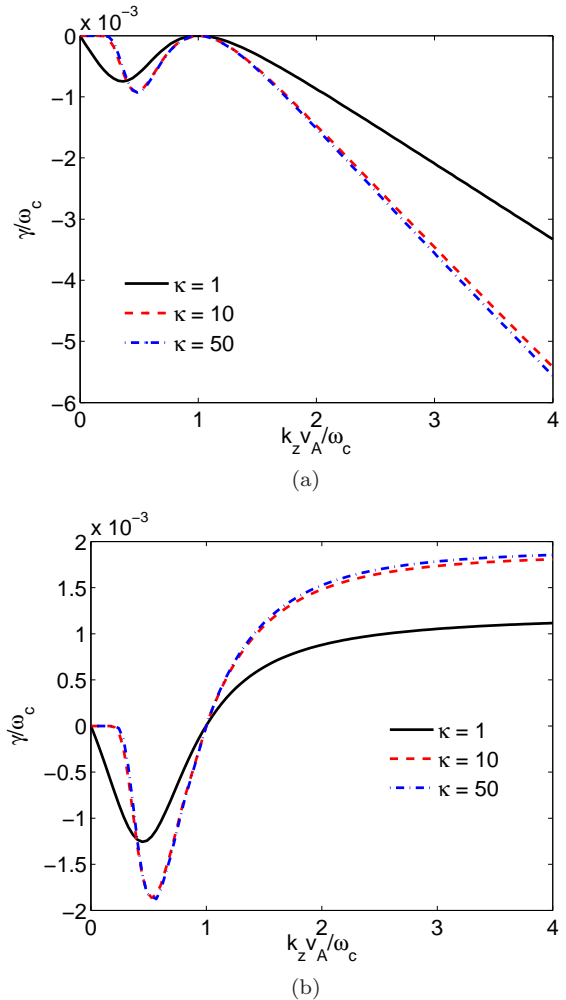 x 10⁻³
0
−1
−2
−3
−4
−5
−6
γ/ω_c
κ = 1
κ = 10
κ = 50
0 1 2 3 4
k_z v_A/ω_c
(a)
x 10⁻³
2
1.5
1
0.5
0
−0.5
−1
−1.5
−2
γ/ω_c
κ = 1
κ = 10
κ = 50
0 1 2 3 4
k_z v_A/ω_c
(b)